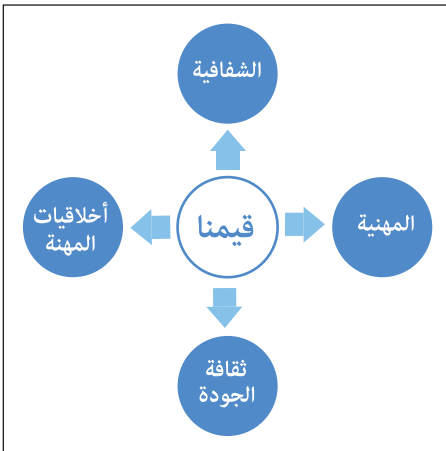 الشفافية
المهنية
قيمنا
أخلاقيات
المهنة
ثقافة
الجودة